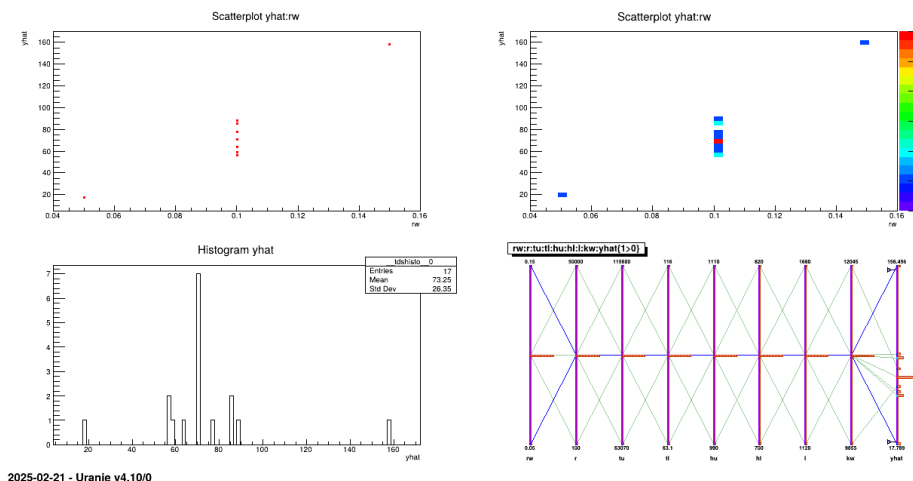 Scatterplot yhat:rw
yhat
160
140
120
100
80
60
40
20
0.04 0.06 0.08 0.1 0.12 0.14 0.16
rw
Scatterplot yhat:rw
yhat
160
140
120
100
80
60
40
20
0.04 0.06 0.08 0.1 0.12 0.14 0.16
rw
Histogram yhat
__tdshisto__0
Entries 17
Mean 73.25
Std Dev 26.35
7
6
5
4
3
2
1
0
20 40 60 80 100 120 140 160
yhat
rw:r:tu:tl:hu:hl:l:kw:yhat{1>0}
0.15 50000 115600 116 1110 820 1680 12045 158.456
0.05 100 63070 63.1 990 700 1120 9855 17.789
rw r tu tl hu hl l kw yhat
2025-02-21 - Uranie v4.10/0